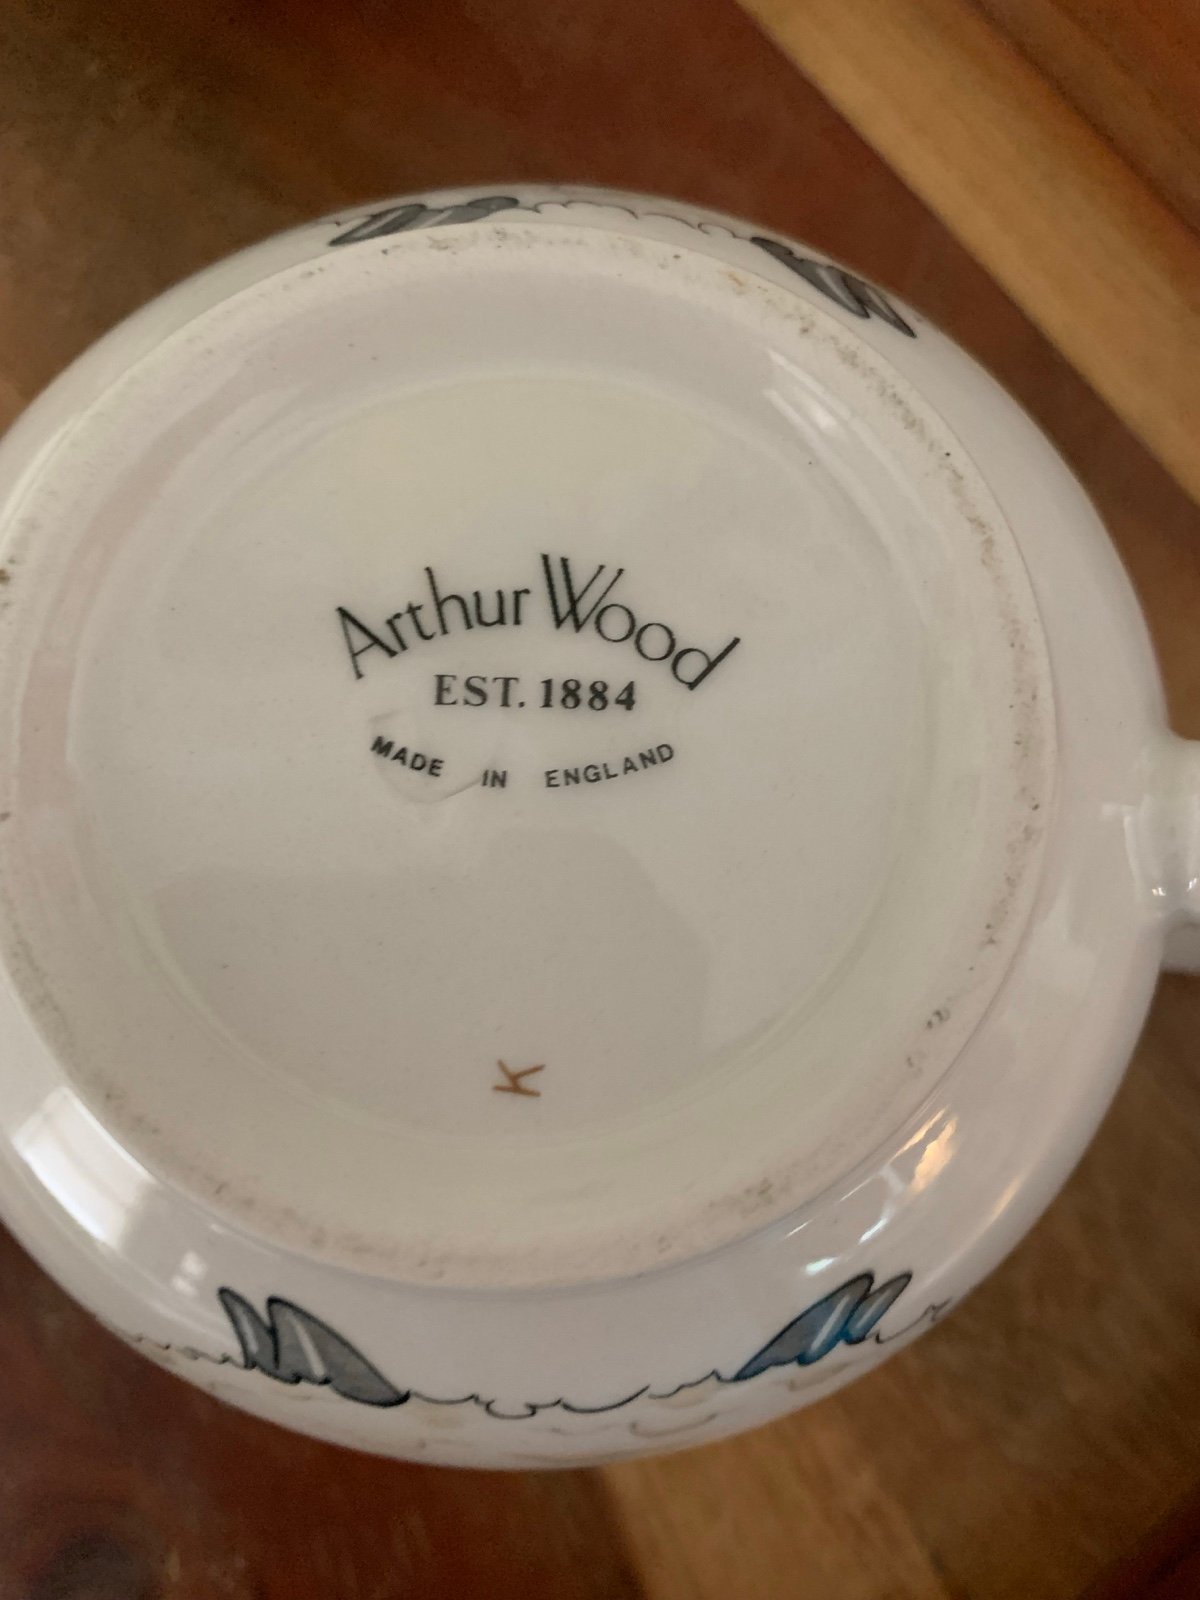 Arthur Wood
EST. 1884
MADE IN ENGLAND
K